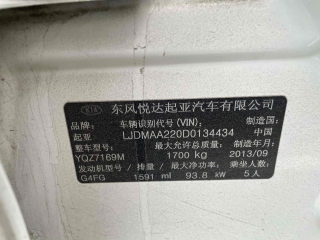 KIA 东风悦达起亚汽车有限公司
品牌: 车辆识别代号(VIN): 制造国:
起亚 LJDMAA220D0134434 中国
整车型号: 最大允许总质量: 制造年月:
YQZ7169M 1700 kg 2013/09
发动机型号 / 排量 / 最大净功率: 乘坐人数:
G4FG 1591 ml 93.8 kW 5人